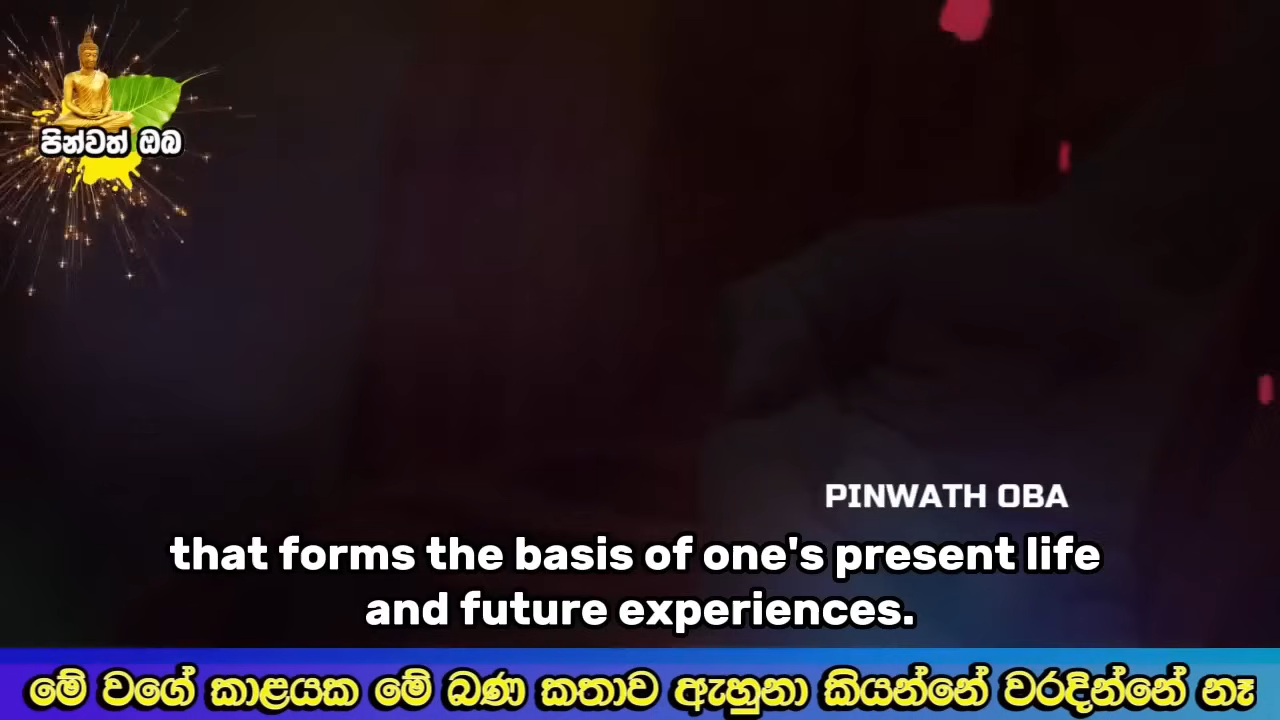 පින්වත් ඔබ
PINWATH OBA
that forms the basis of one's present life
and future experiences.
මේ වගේ කාළයක මේ බණ කතාව ඇහුනා කියන්නේ වරදින්නේ නෑ